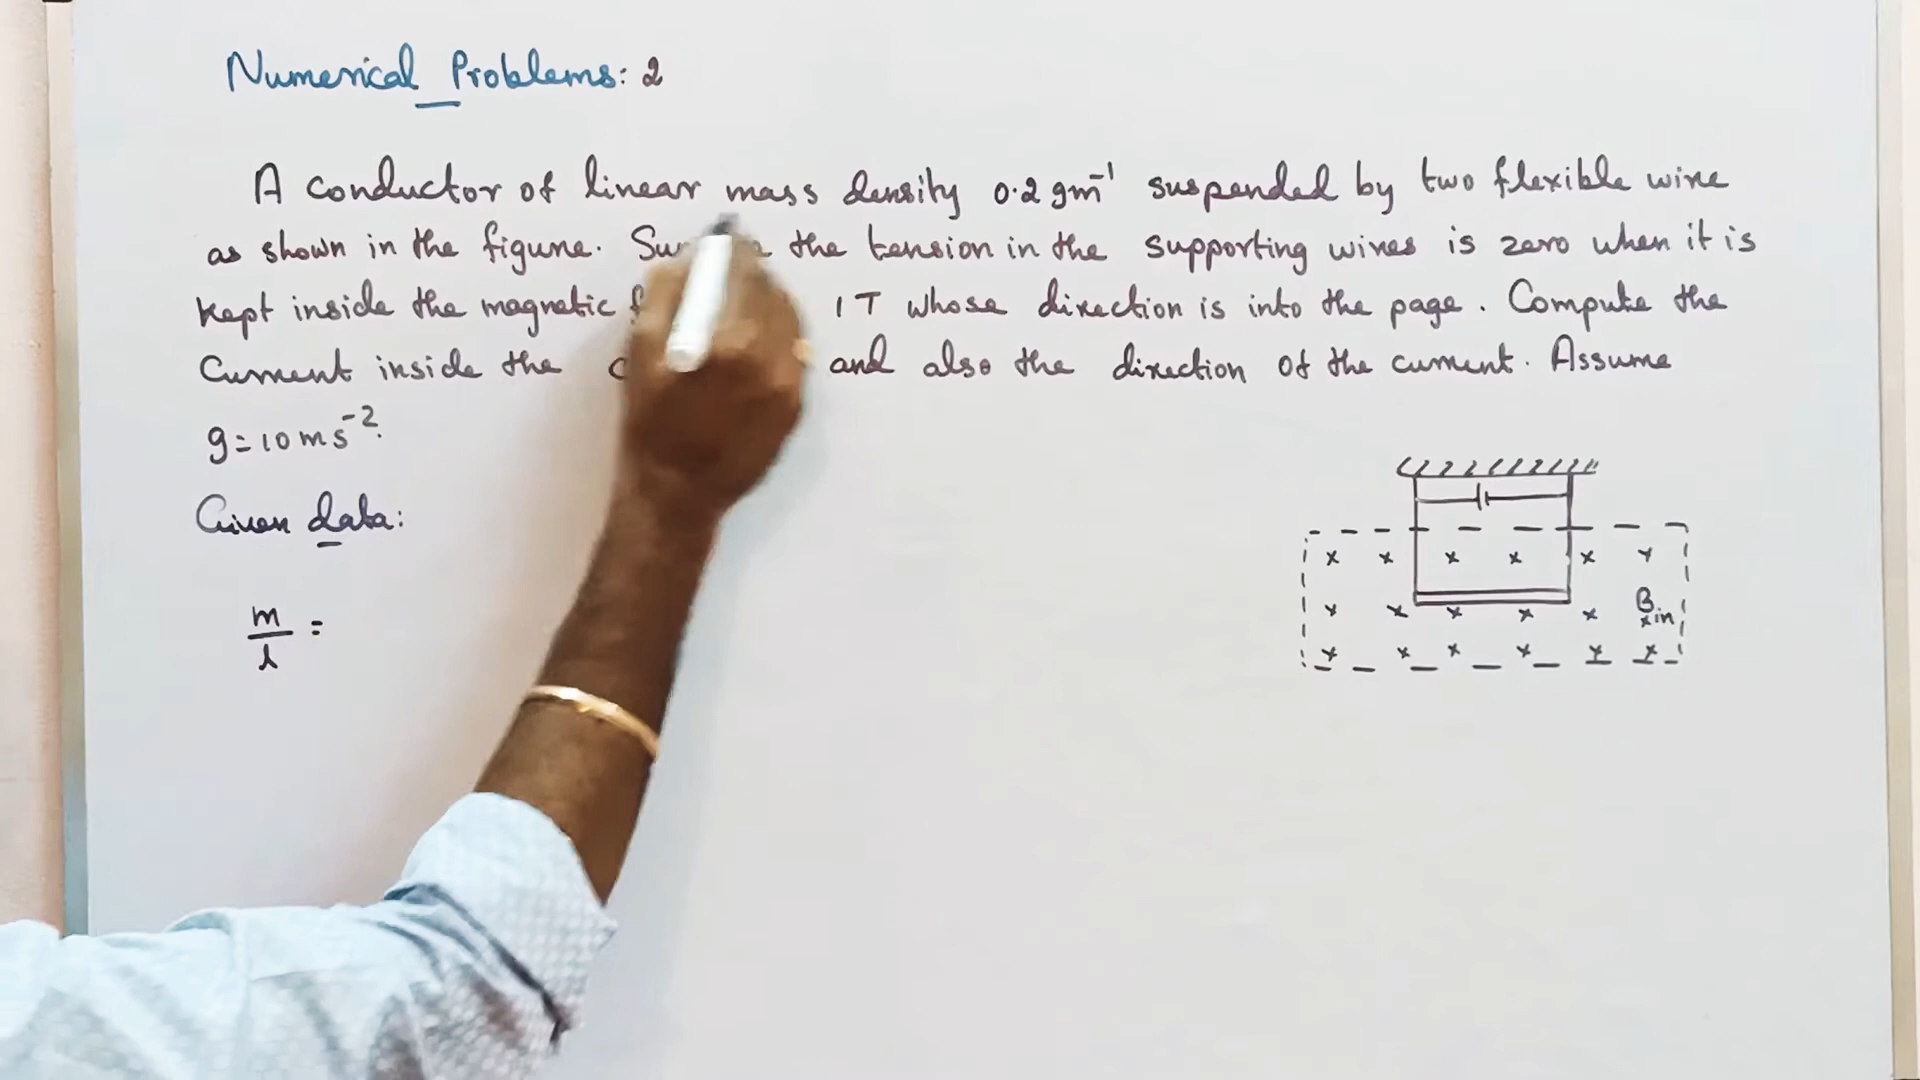 Numerical Problems: 2
A conductor of linear mass density 0.2 gm⁻¹ suspended by two flexible wire
as shown in the figure. the tension in the supporting wires is zero when it is
kept inside the magnetic 1T whose direction is into the page. Compute the
Current inside the and also the direction of the current. Assume
g=10ms⁻².
Given data:
m/l =
B in